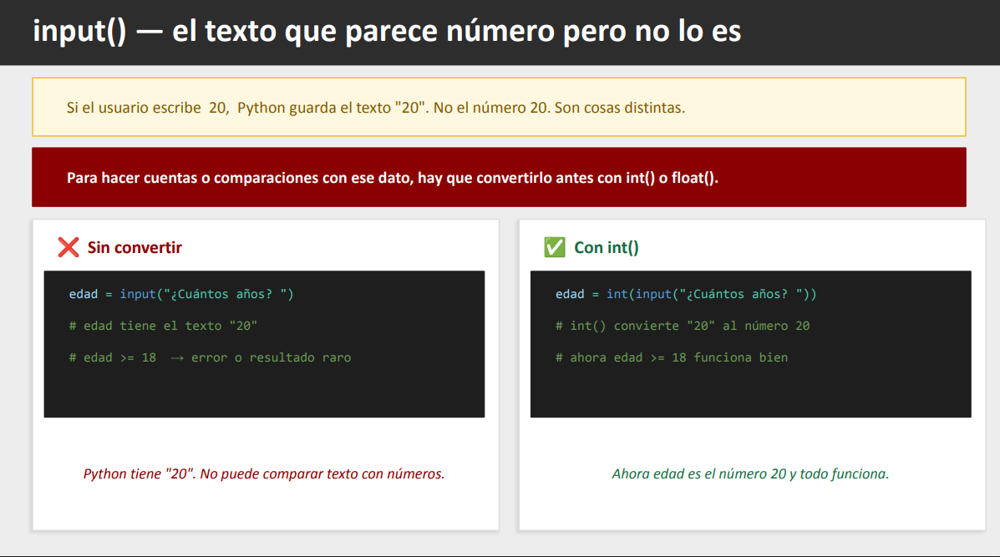 input() — el texto que parece número pero no lo es
Si el usuario escribe  20,  Python guarda el texto "20". No el número 20. Son cosas distintas.
Para hacer cuentas o comparaciones con ese dato, hay que convertirlo antes con int() o float().
❌ Sin convertir
edad = input("¿Cuántos años? ")
# edad tiene el texto "20"
# edad >= 18  → error o resultado raro
Python tiene "20". No puede comparar texto con números.
✅ Con int()
edad = int(input("¿Cuántos años? "))
# int() convierte "20" al número 20
# ahora edad >= 18 funciona bien
Ahora edad es el número 20 y todo funciona.